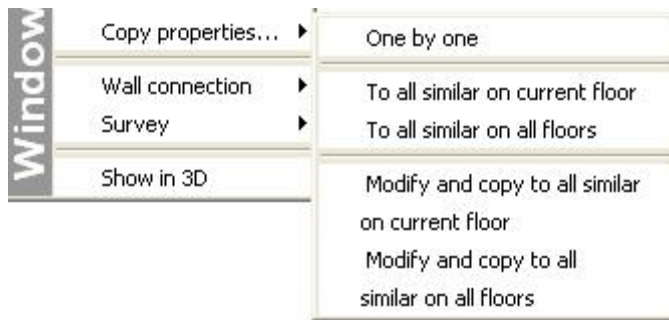 Window
Copy properties...
Wall connection
Survey
Show in 3D
One by one
To all similar on current floor
To all similar on all floors
Modify and copy to all similar
on current floor
Modify and copy to all
similar on all floors